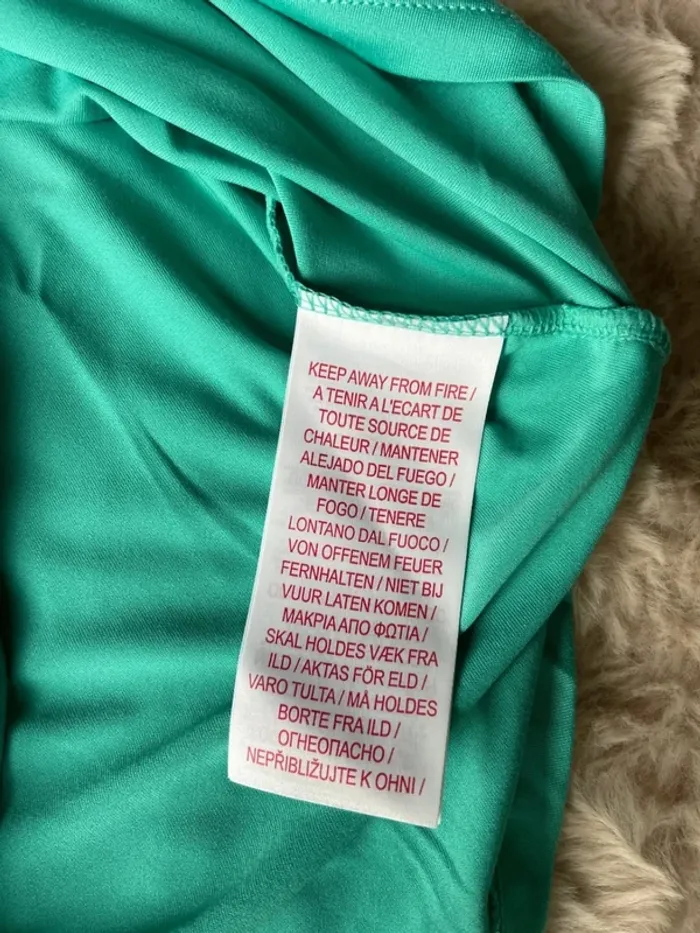 KEEP AWAY FROM FIRE /
A TENIR A L'ECART DE
TOUTE SOURCE DE
CHALEUR / MANTENER
ALEJADO DEL FUEGO /
MANTER LONGE DE
FOGO / TENERE
LONTANO DAL FUOCO /
VON OFFENEM FEUER
FERNHALTEN / NIET BIJ
VUUR LATEN KOMEN /
ΜΑΚΡΙΑ ΑΠΟ ΦΩΤΙΑ /
SKAL HOLDES VÆK FRA
ILD / AKTAS FÖR ELD /
VARO TULTA / MÅ HOLDES
BORTE FRA ILD /
ОГНЕОПАСНО /
NEPŘIBLIŽUJTE K OHNI /